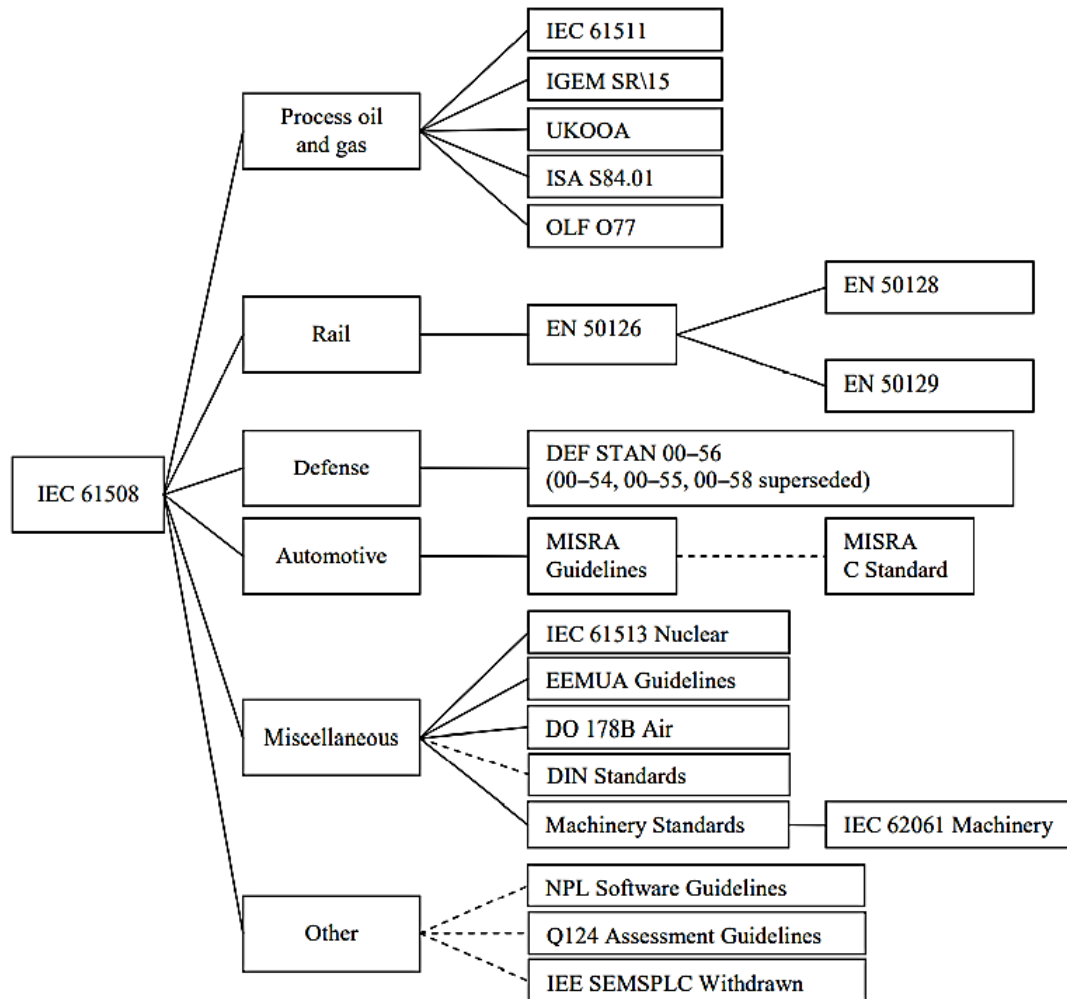 IEC 61511
IGEM SR\15
Process oil
and gas
UKOOA
ISA S84.01
OLF O77
EN 50128
Rail
EN 50126
EN 50129
IEC 61508
Defense
DEF STAN 00–56
(00–54, 00–55, 00–58 superseded)
Automotive
MISRA
Guidelines
MISRA
C Standard
Miscellaneous
IEC 61513 Nuclear
EEMUA Guidelines
DO 178B Air
DIN Standards
Machinery Standards
IEC 62061 Machinery
Other
NPL Software Guidelines
Q124 Assessment Guidelines
IEE SEMSPLC Withdrawn